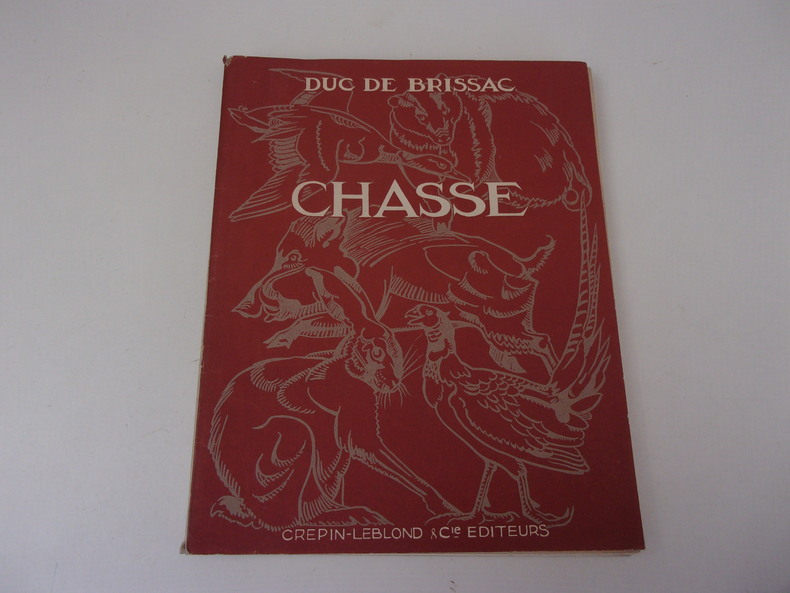 DUC DE BRISSAC
CHASSE
CREPIN-LEBLOND & Cie EDITEURS